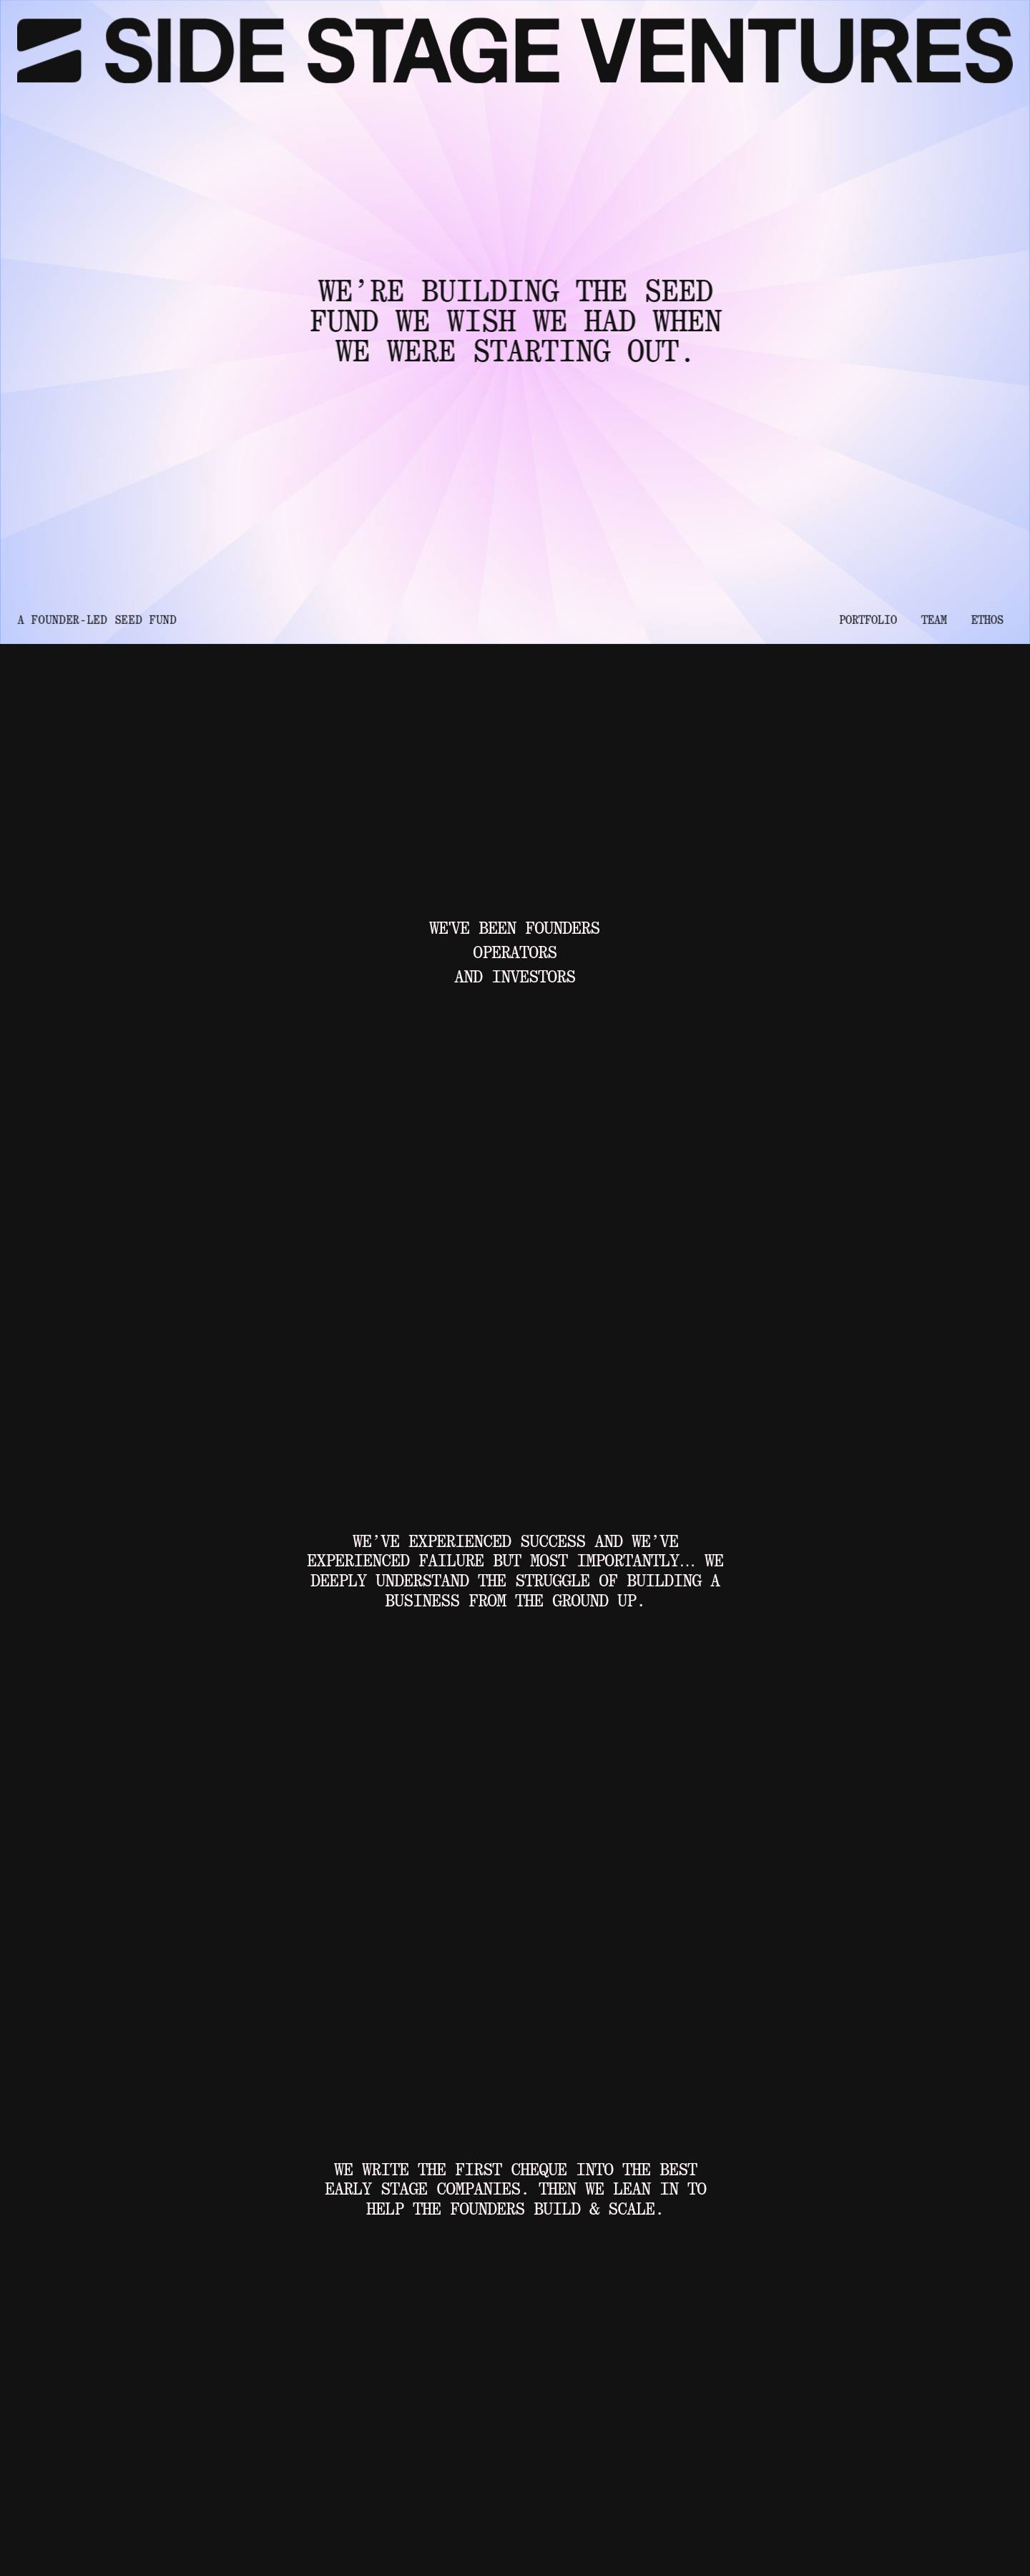 SIDE STAGE VENTURES
WE’RE BUILDING THE SEED
FUND WE WISH WE HAD WHEN
WE WERE STARTING OUT.
A FOUNDER-LED SEED FUND
PORTFOLIO TEAM ETHOS
WE'VE BEEN FOUNDERS
OPERATORS
AND INVESTORS
WE’VE EXPERIENCED SUCCESS AND WE’VE
EXPERIENCED FAILURE BUT MOST IMPORTANTLY... WE
DEEPLY UNDERSTAND THE STRUGGLE OF BUILDING A
BUSINESS FROM THE GROUND UP.
WE WRITE THE FIRST CHEQUE INTO THE BEST
EARLY STAGE COMPANIES. THEN WE LEAN IN TO
HELP THE FOUNDERS BUILD & SCALE.